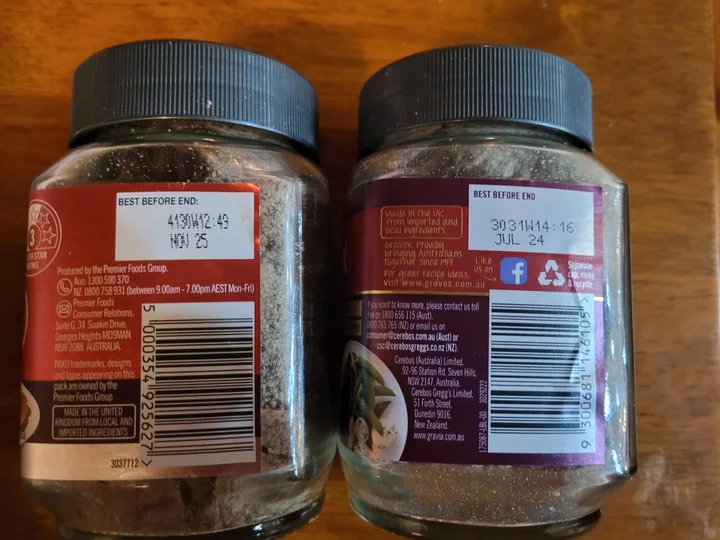 3
BEST BEFORE END:
4130W12:49
NOV 25
Produced by the Premier Foods Group.
Aus. 1300 590 370
NZ. 0800 758 931 (between 9.00am - 7.00pm AEST Mon-Fri)
Premier Foods
Consumer Relations,
Suite G, 34 Suakin Drive,
Georges Heights MOSMAN.
NSW 2088. AUSTRALIA.
PAXO trademarks, designs
and logos appearing on this
pack are owned by the
Premier Foods Group
MADE IN THE UNITED
KINGDOM FROM LOCAL AND
IMPORTED INGREDIENTS
3037712
5 000354 925627 >
BEST BEFORE END
3031W14:16
JUL 24
Made in the UK
from imported and
local ingredients.
Gravox. Proudly
bringing Australians
together since 1917.
For great recipe ideas,
visit www.gravox.com.au
Like
us on
f
Separate
cap, rinse
& recycle
If you want to know more, please contact us toll
free on 1800 656 115 (Aust).
0800 765 765 (NZ) or email us on
consumer@cerebos.com.au (Aust) or
csc@cerebosgreggs.co.nz (NZ).
Cerebos (Australia) Limited,
92-96 Station Rd, Seven Hills,
NSW 2147, Australia.
Cerebos Gregg's Limited,
51 Forth Street,
Dunedin 9016,
New Zealand.
www.gravox.com.au
175087-LBL-00 3029222
9 300681 146105 >